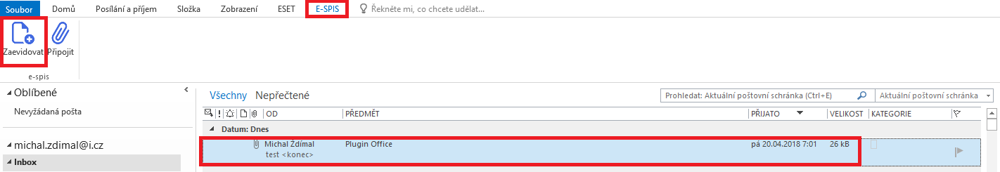 Soubor Domů Posílání a příjem Složka Zobrazení ESET E-SPIS Řekněte mi, co chcete udělat...
Zaevidovat Připojit
e-spis
Oblíbené
Nevyžádaná pošta
michal.zdimal@i.cz
Inbox
Všechny Nepřečtené Prohledat: Aktuální poštovní schránka (Ctrl+E) Aktuální poštovní schránka
OD PŘEDMĚT PŘIJATO VELIKOST KATEGORIE
Datum: Dnes
Michal Ždímal Plugin Office pá 20.04.2018 7:01 26 kB
test <konec>